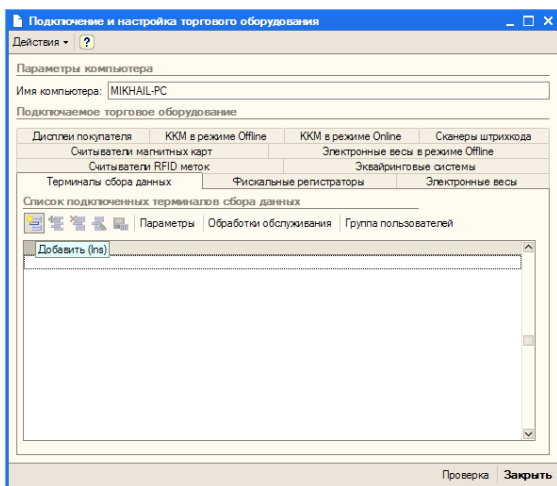 Подключение и настройка торгового оборудования
Действия ?
Параметры компьютера
Имя компьютера: MIKHAIL-PC
Подключаемое торговое оборудование
Дисплеи покупателя ККМ в режиме Offline ККМ в режиме Online Сканеры штрихкода
Считыватели магнитных карт Электронные весы в режиме Offline
Считыватели RFID меток Эквайринговые системы
Терминалы сбора данных Фискальные регистраторы Электронные весы
Список подключенных терминалов сбора данных
Параметры Обработки обслуживания Группа пользователей
Добавить (Ins)
Проверка Закрыть